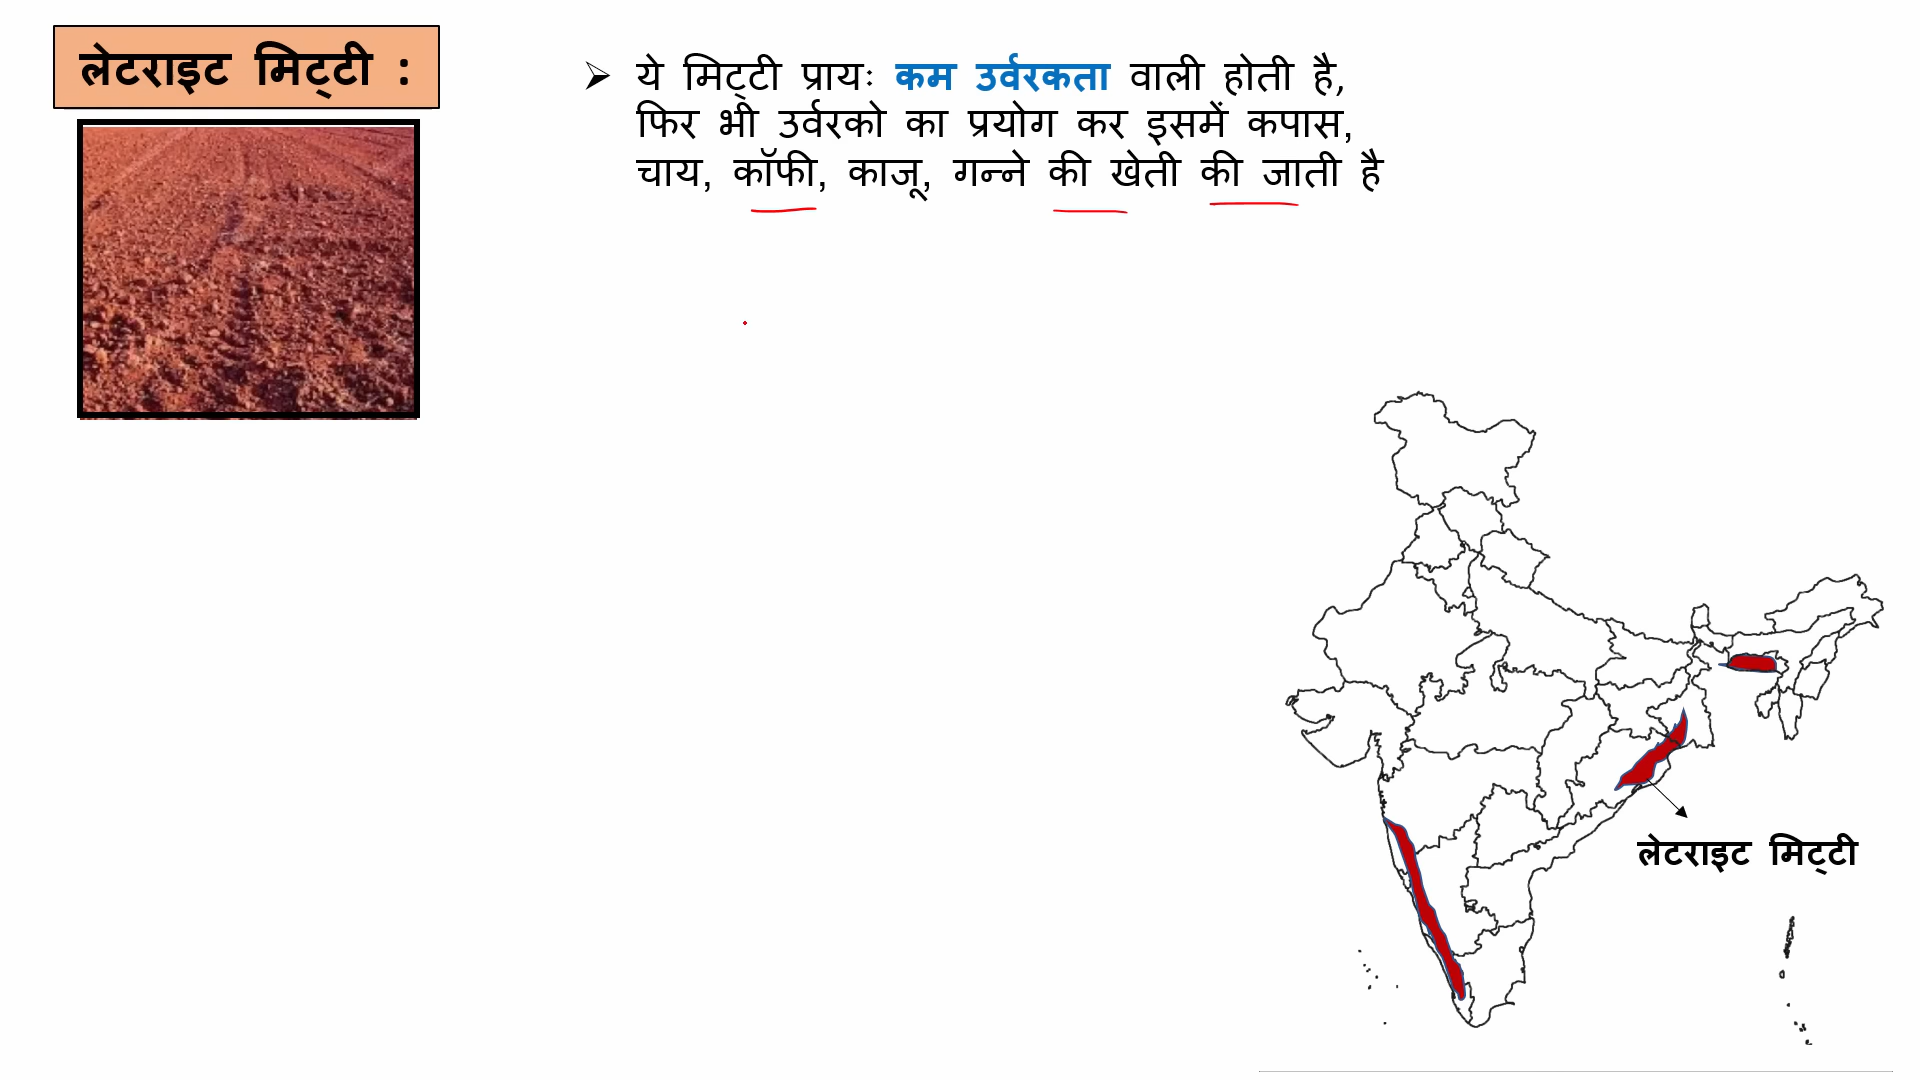 लेटराइट मिट्टी :
➢ ये मिट्टी प्रायः कम उर्वरकता वाली होती है,
फिर भी उर्वरको का प्रयोग कर इसमें कपास,
चाय, कॉफी, काजू, गन्ने की खेती की जाती है
लेटराइट मिट्टी